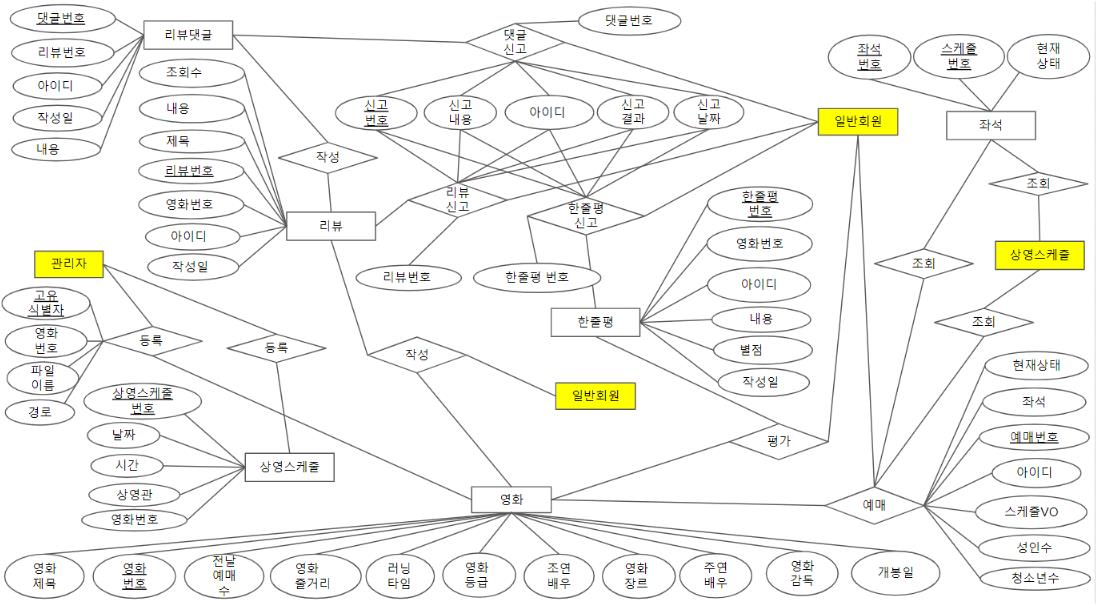 댓글번호
리뷰번호
아이디
작성일
내용
리뷰댓글
조회수
내용
제목
리뷰번호
영화번호
아이디
작성일
작성
리뷰
댓글
신고
댓글번호
신고
번호
신고
내용
아이디
신고
결과
신고
날짜
리뷰
신고
한줄평
신고
리뷰번호
한줄평 번호
일반회원
좌석
번호
스케줄
번호
현재
상태
좌석
조회
상영스케줄
조회
조회
한줄평
번호
영화번호
아이디
내용
별점
작성일
한줄평
관리자
고유
식별자
영화
번호
파일
이름
경로
등록
등록
상영스케줄
번호
날짜
시간
상영관
영화번호
상영스케줄
작성
일반회원
평가
영화
예매
현재상태
좌석
예매번호
아이디
스케줄VO
성인수
청소년수
영화
제목
영화
번호
전날
예매
수
영화
줄거리
러닝
타임
영화
등급
조연
배우
영화
장르
주연
배우
영화
감독
개봉일